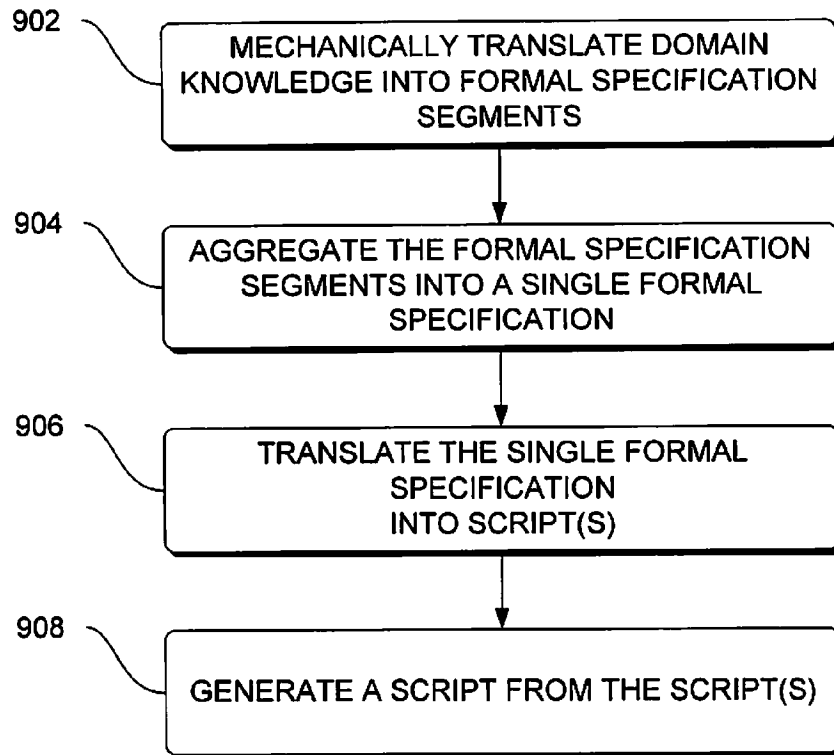 902
MECHANICALLY TRANSLATE DOMAIN
KNOWLEDGE INTO FORMAL SPECIFICATION
SEGMENTS
904
AGGREGATE THE FORMAL SPECIFICATION
SEGMENTS INTO A SINGLE FORMAL
SPECIFICATION
906
TRANSLATE THE SINGLE FORMAL
SPECIFICATION
INTO SCRIPT(S)
908
GENERATE A SCRIPT FROM THE SCRIPT(S)